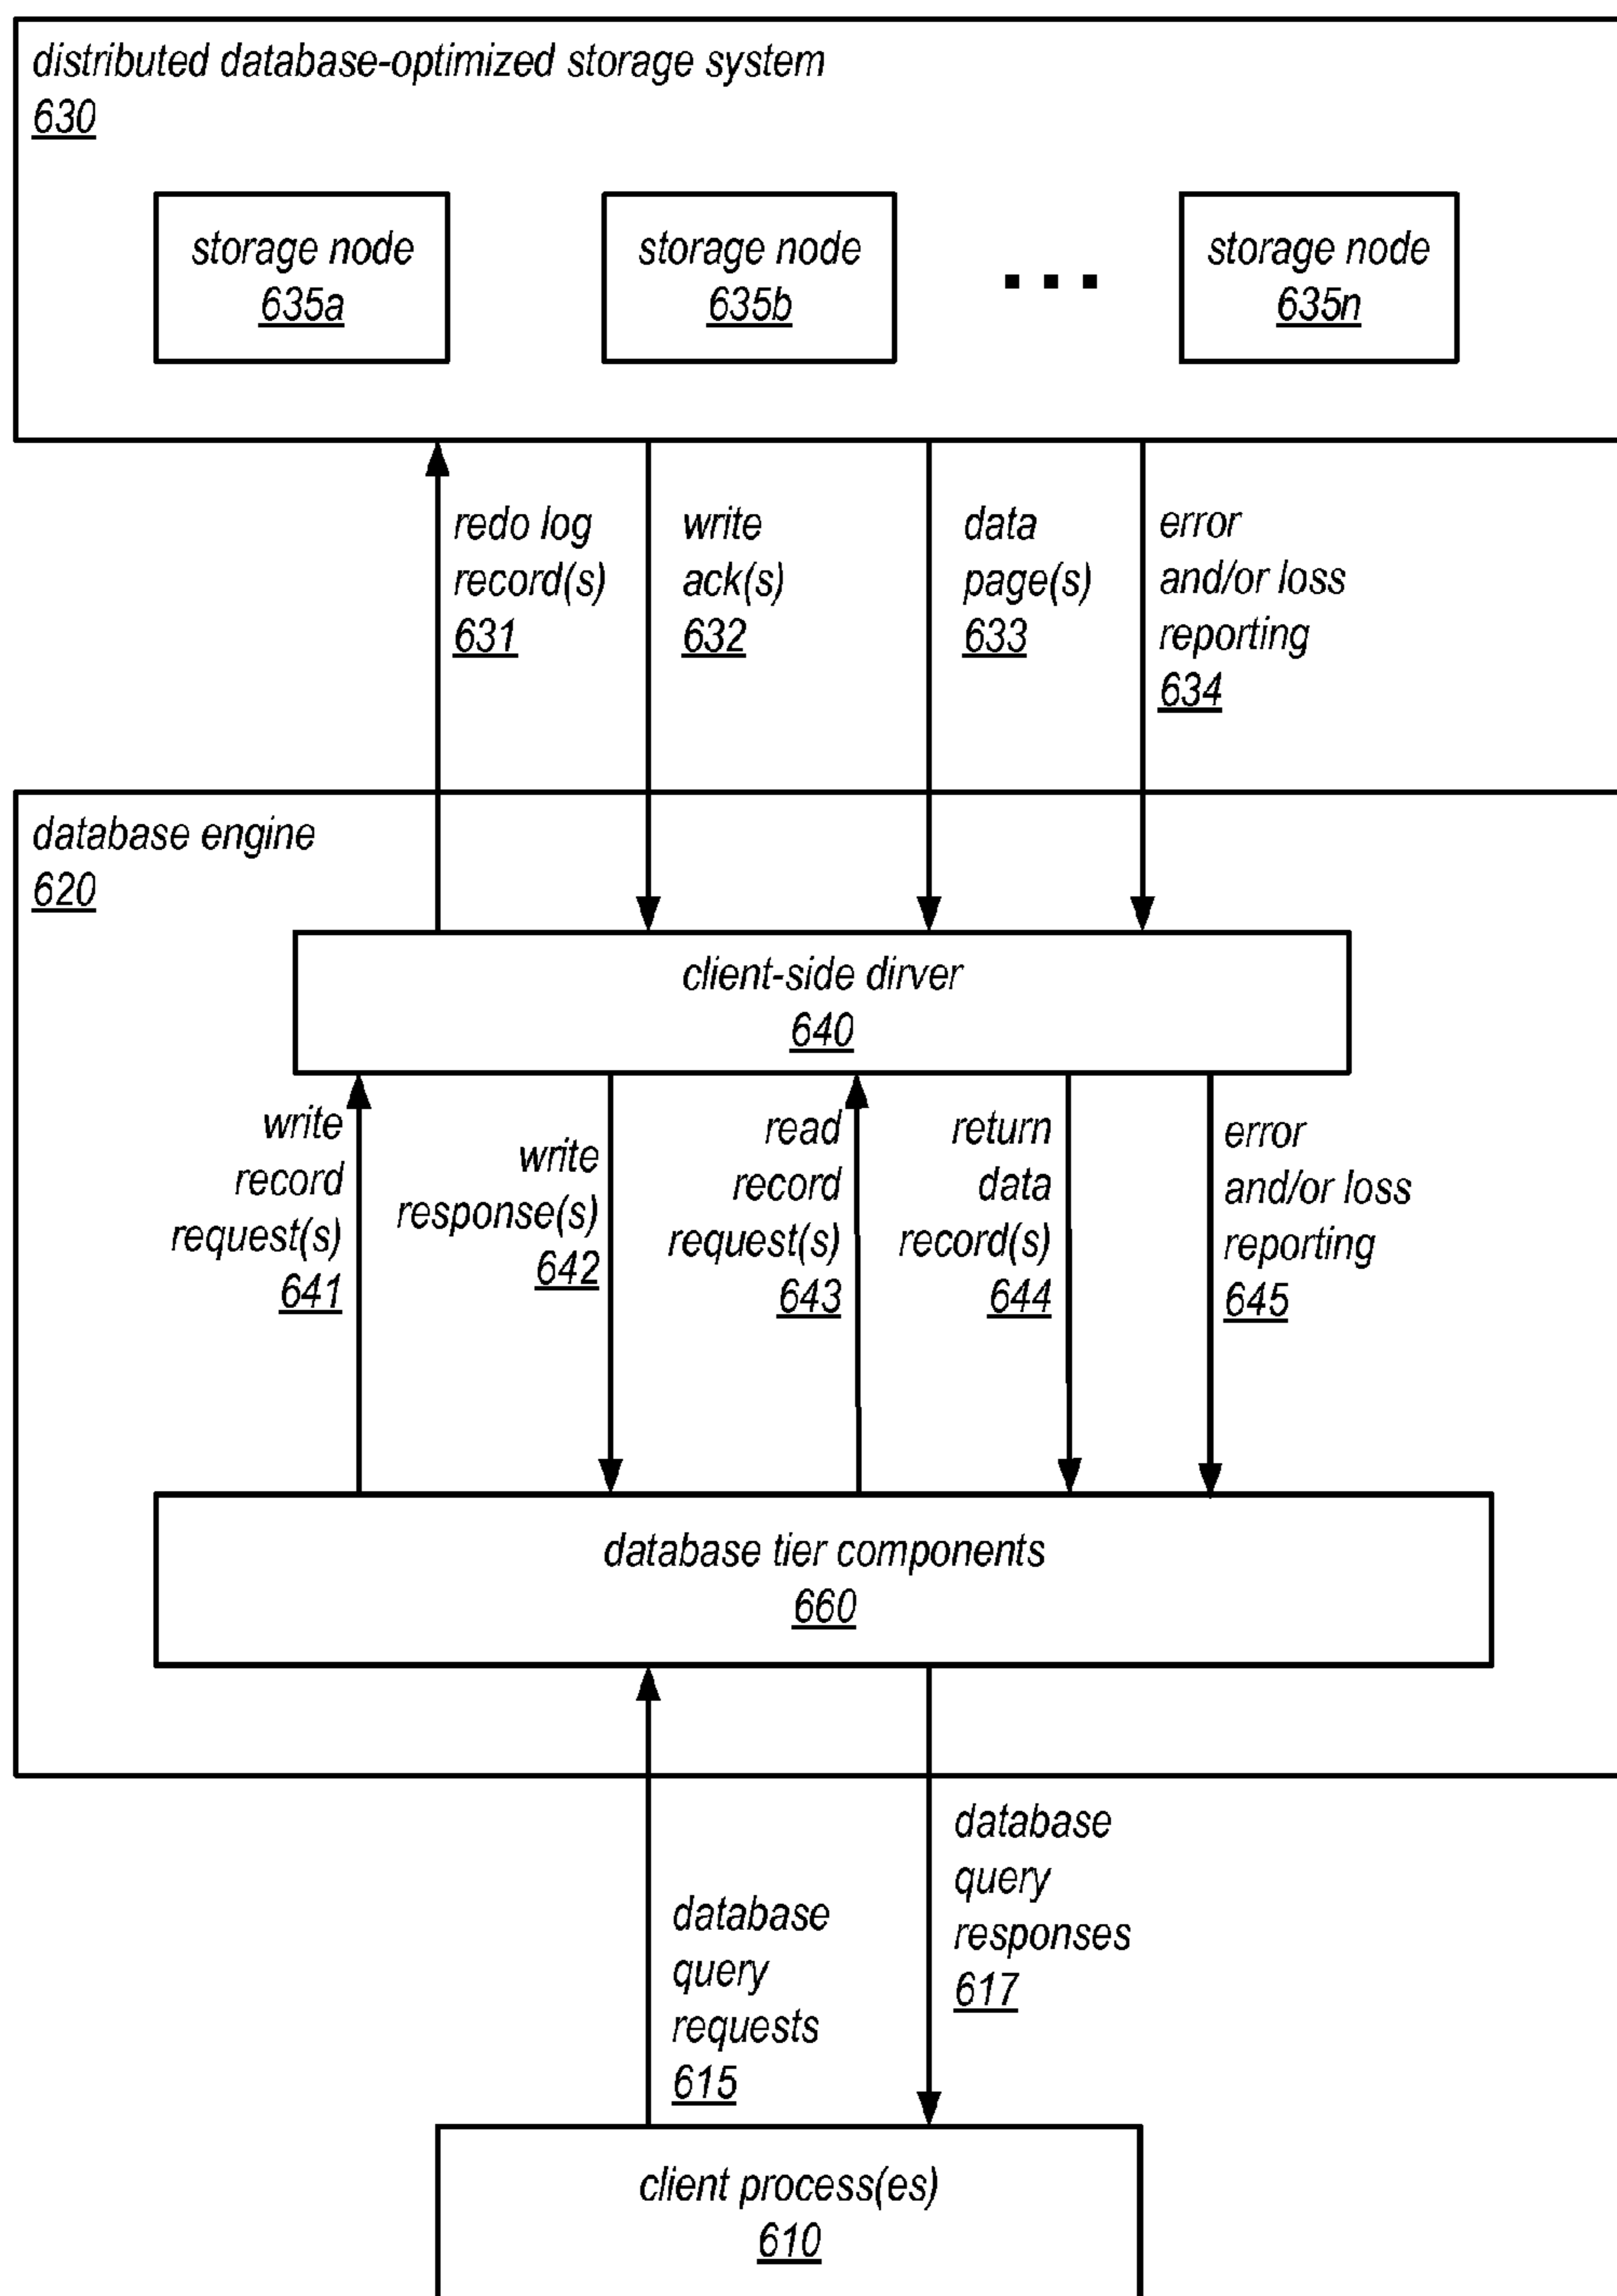 distributed database-optimized storage system
630
storage node
635a
storage node
635b
storage node
635n
redo log
record(s)
631
write
ack(s)
632
data
page(s)
633
error
and/or loss
reporting
634
database engine
620
client-side dirver
640
write
record
request(s)
641
write
response(s)
642
read
record
request(s)
643
return
data
record(s)
644
error
and/or loss
reporting
645
database tier components
660
database
query
requests
615
database
query
responses
617
client process(es)
610